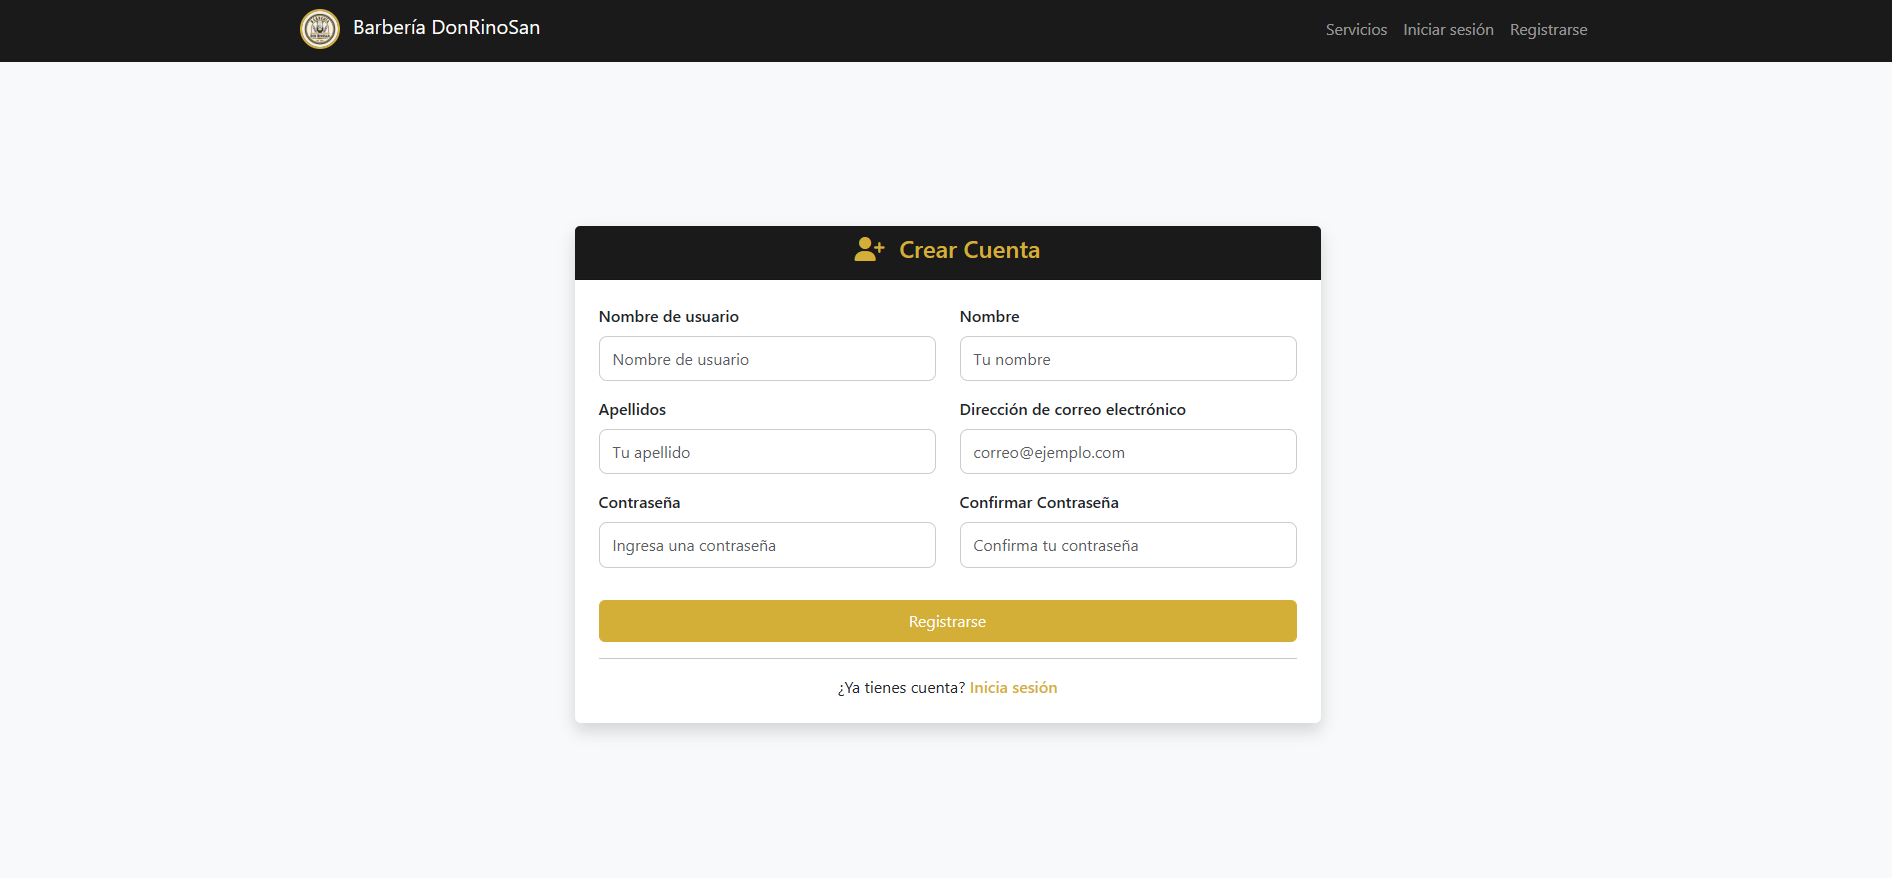 Barbería DonRinoSan
Servicios Iniciar sesión Registrarse
Crear Cuenta
Nombre de usuario
Nombre de usuario
Nombre
Tu nombre
Apellidos
Tu apellido
Dirección de correo electrónico
correo@ejemplo.com
Contraseña
Ingresa una contraseña
Confirmar Contraseña
Confirma tu contraseña
Registrarse
¿Ya tienes cuenta? Inicia sesión